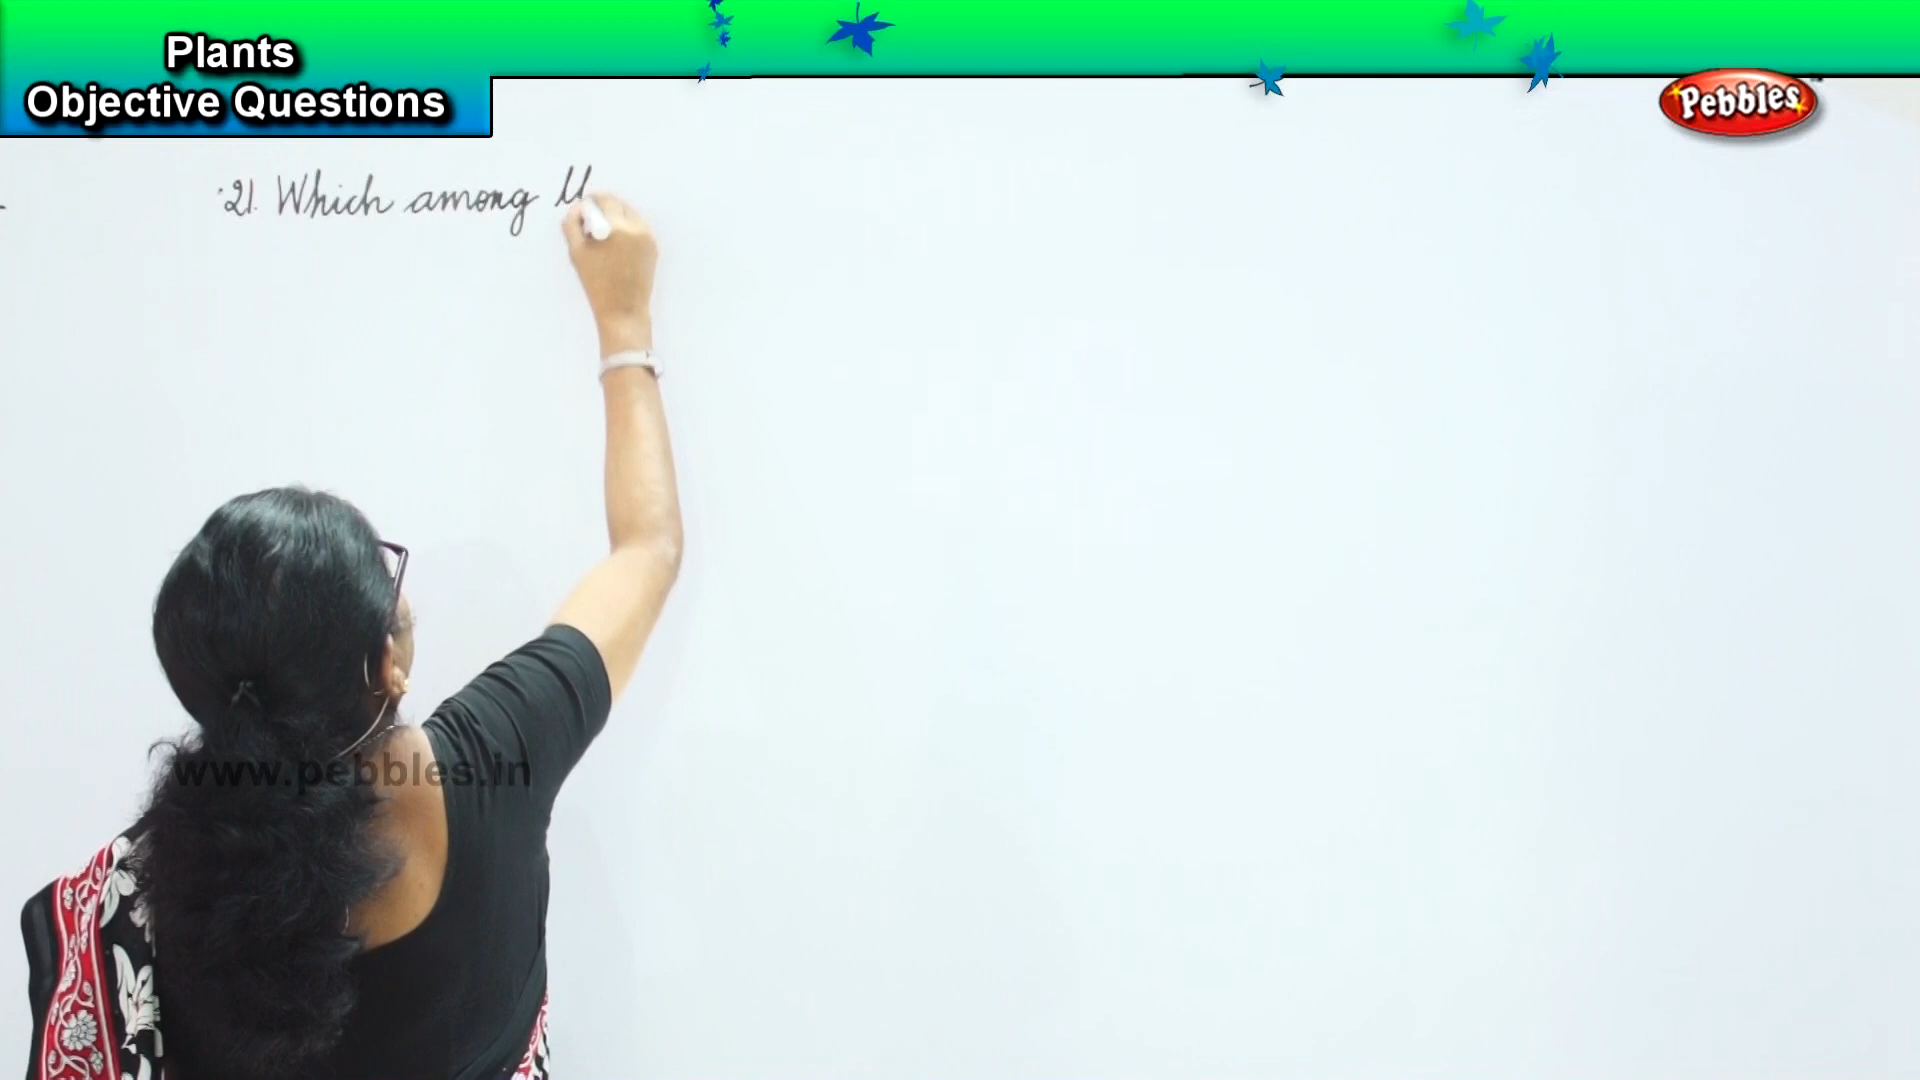 Plants
Objective Questions
Pebbles
21. Which among
www.pebbles.in